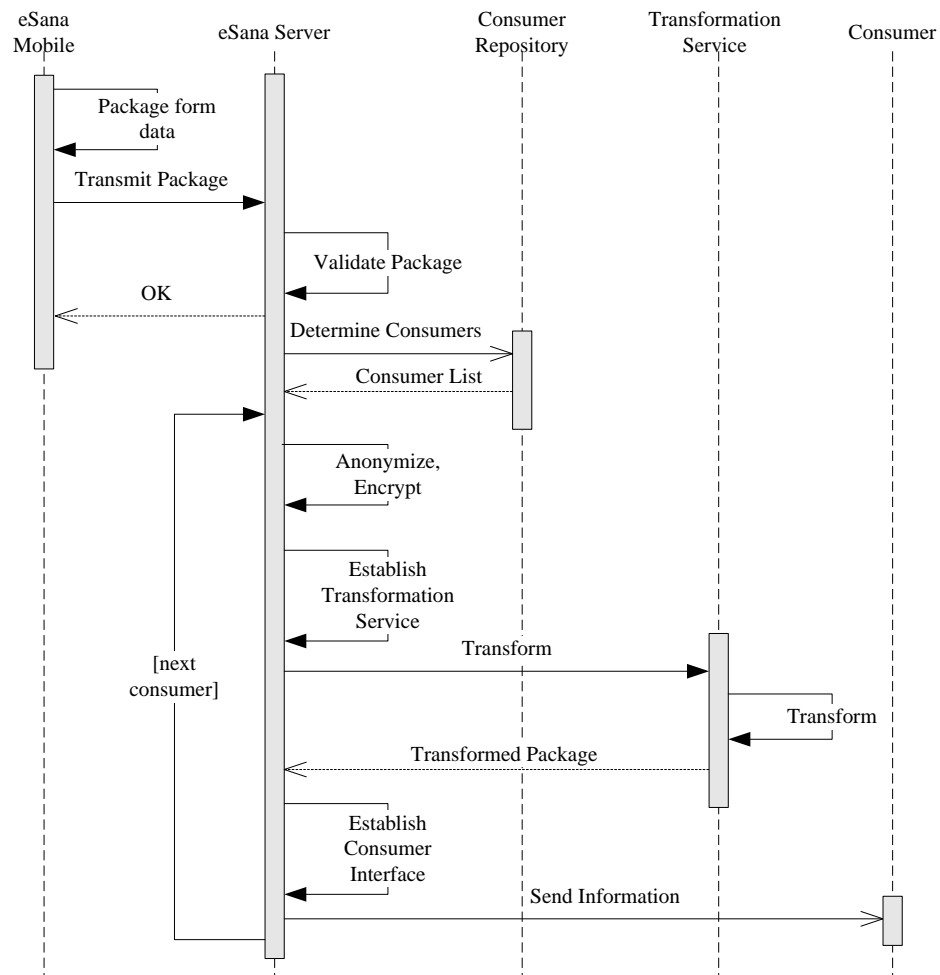 eSana
Mobile
eSana Server
Consumer
Repository
Transformation
Service
Consumer
Package form
data
Transmit Package
Validate Package
OK
Determine Consumers
Consumer List
Anonymize,
Encrypt
Establish
Transformation
Service
[next
consumer]
Transform
Transform
Transformed Package
Establish
Consumer
Interface
Send Information